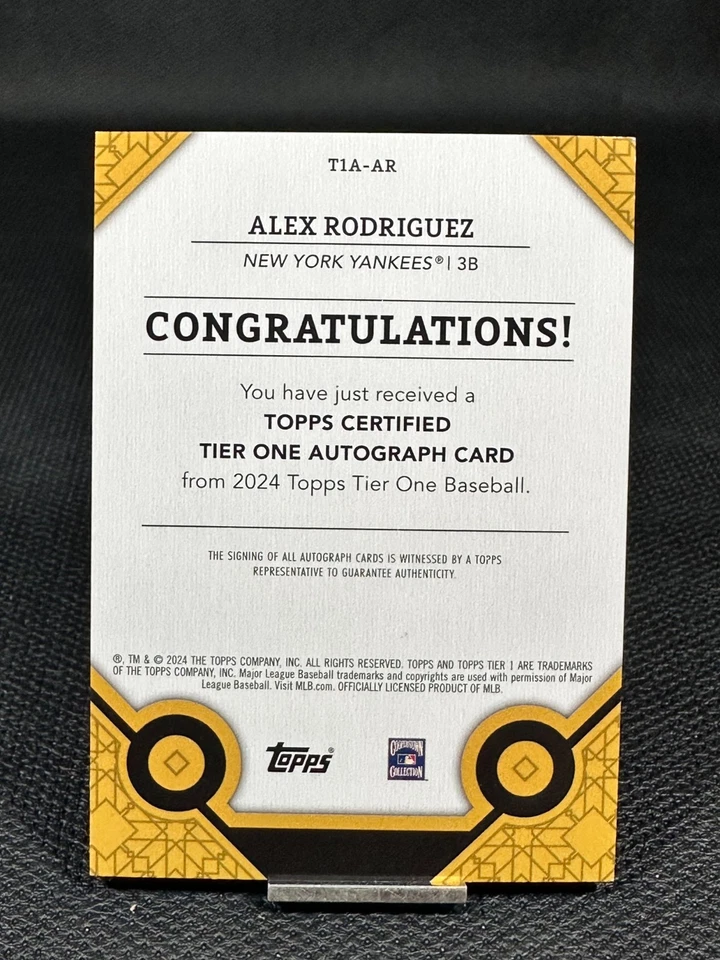 T1A-AR
ALEX RODRIGUEZ
NEW YORK YANKEES® | 3B
CONGRATULATIONS!
You have just received a
TOPPS CERTIFIED
TIER ONE AUTOGRAPH CARD
from 2024 Topps Tier One Baseball.
THE SIGNING OF ALL AUTOGRAPH CARDS IS WITNESSED BY A TOPPS
REPRESENTATIVE TO GUARANTEE AUTHENTICITY.
®, TM & © 2024 THE TOPPS COMPANY, INC. ALL RIGHTS RESERVED. TOPPS AND TOPPS TIER 1 ARE TRADEMARKS
OF THE TOPPS COMPANY, INC. Major League Baseball trademarks and copyrights are used with permission of Major
League Baseball. Visit MLB.com. OFFICIALLY LICENSED PRODUCT OF MLB.
Topps®
COOPERSTOWN
COLLECTION™